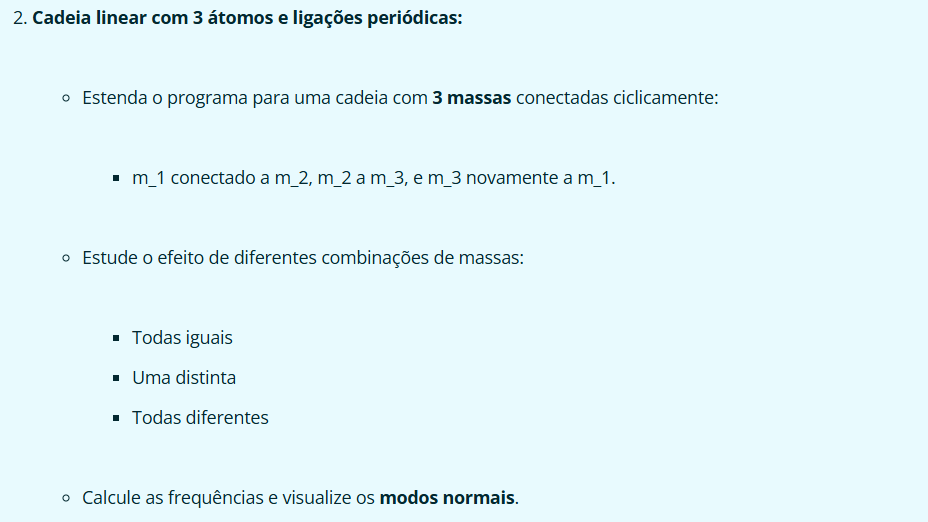 2. Cadeia linear com 3 átomos e ligações periódicas:
Estenda o programa para uma cadeia com 3 massas conectadas ciclicamente:
m_1 conectado a m_2, m_2 a m_3, e m_3 novamente a m_1.
Estude o efeito de diferentes combinações de massas:
Todas iguais
Uma distinta
Todas diferentes
Calcule as frequências e visualize os modos normais.